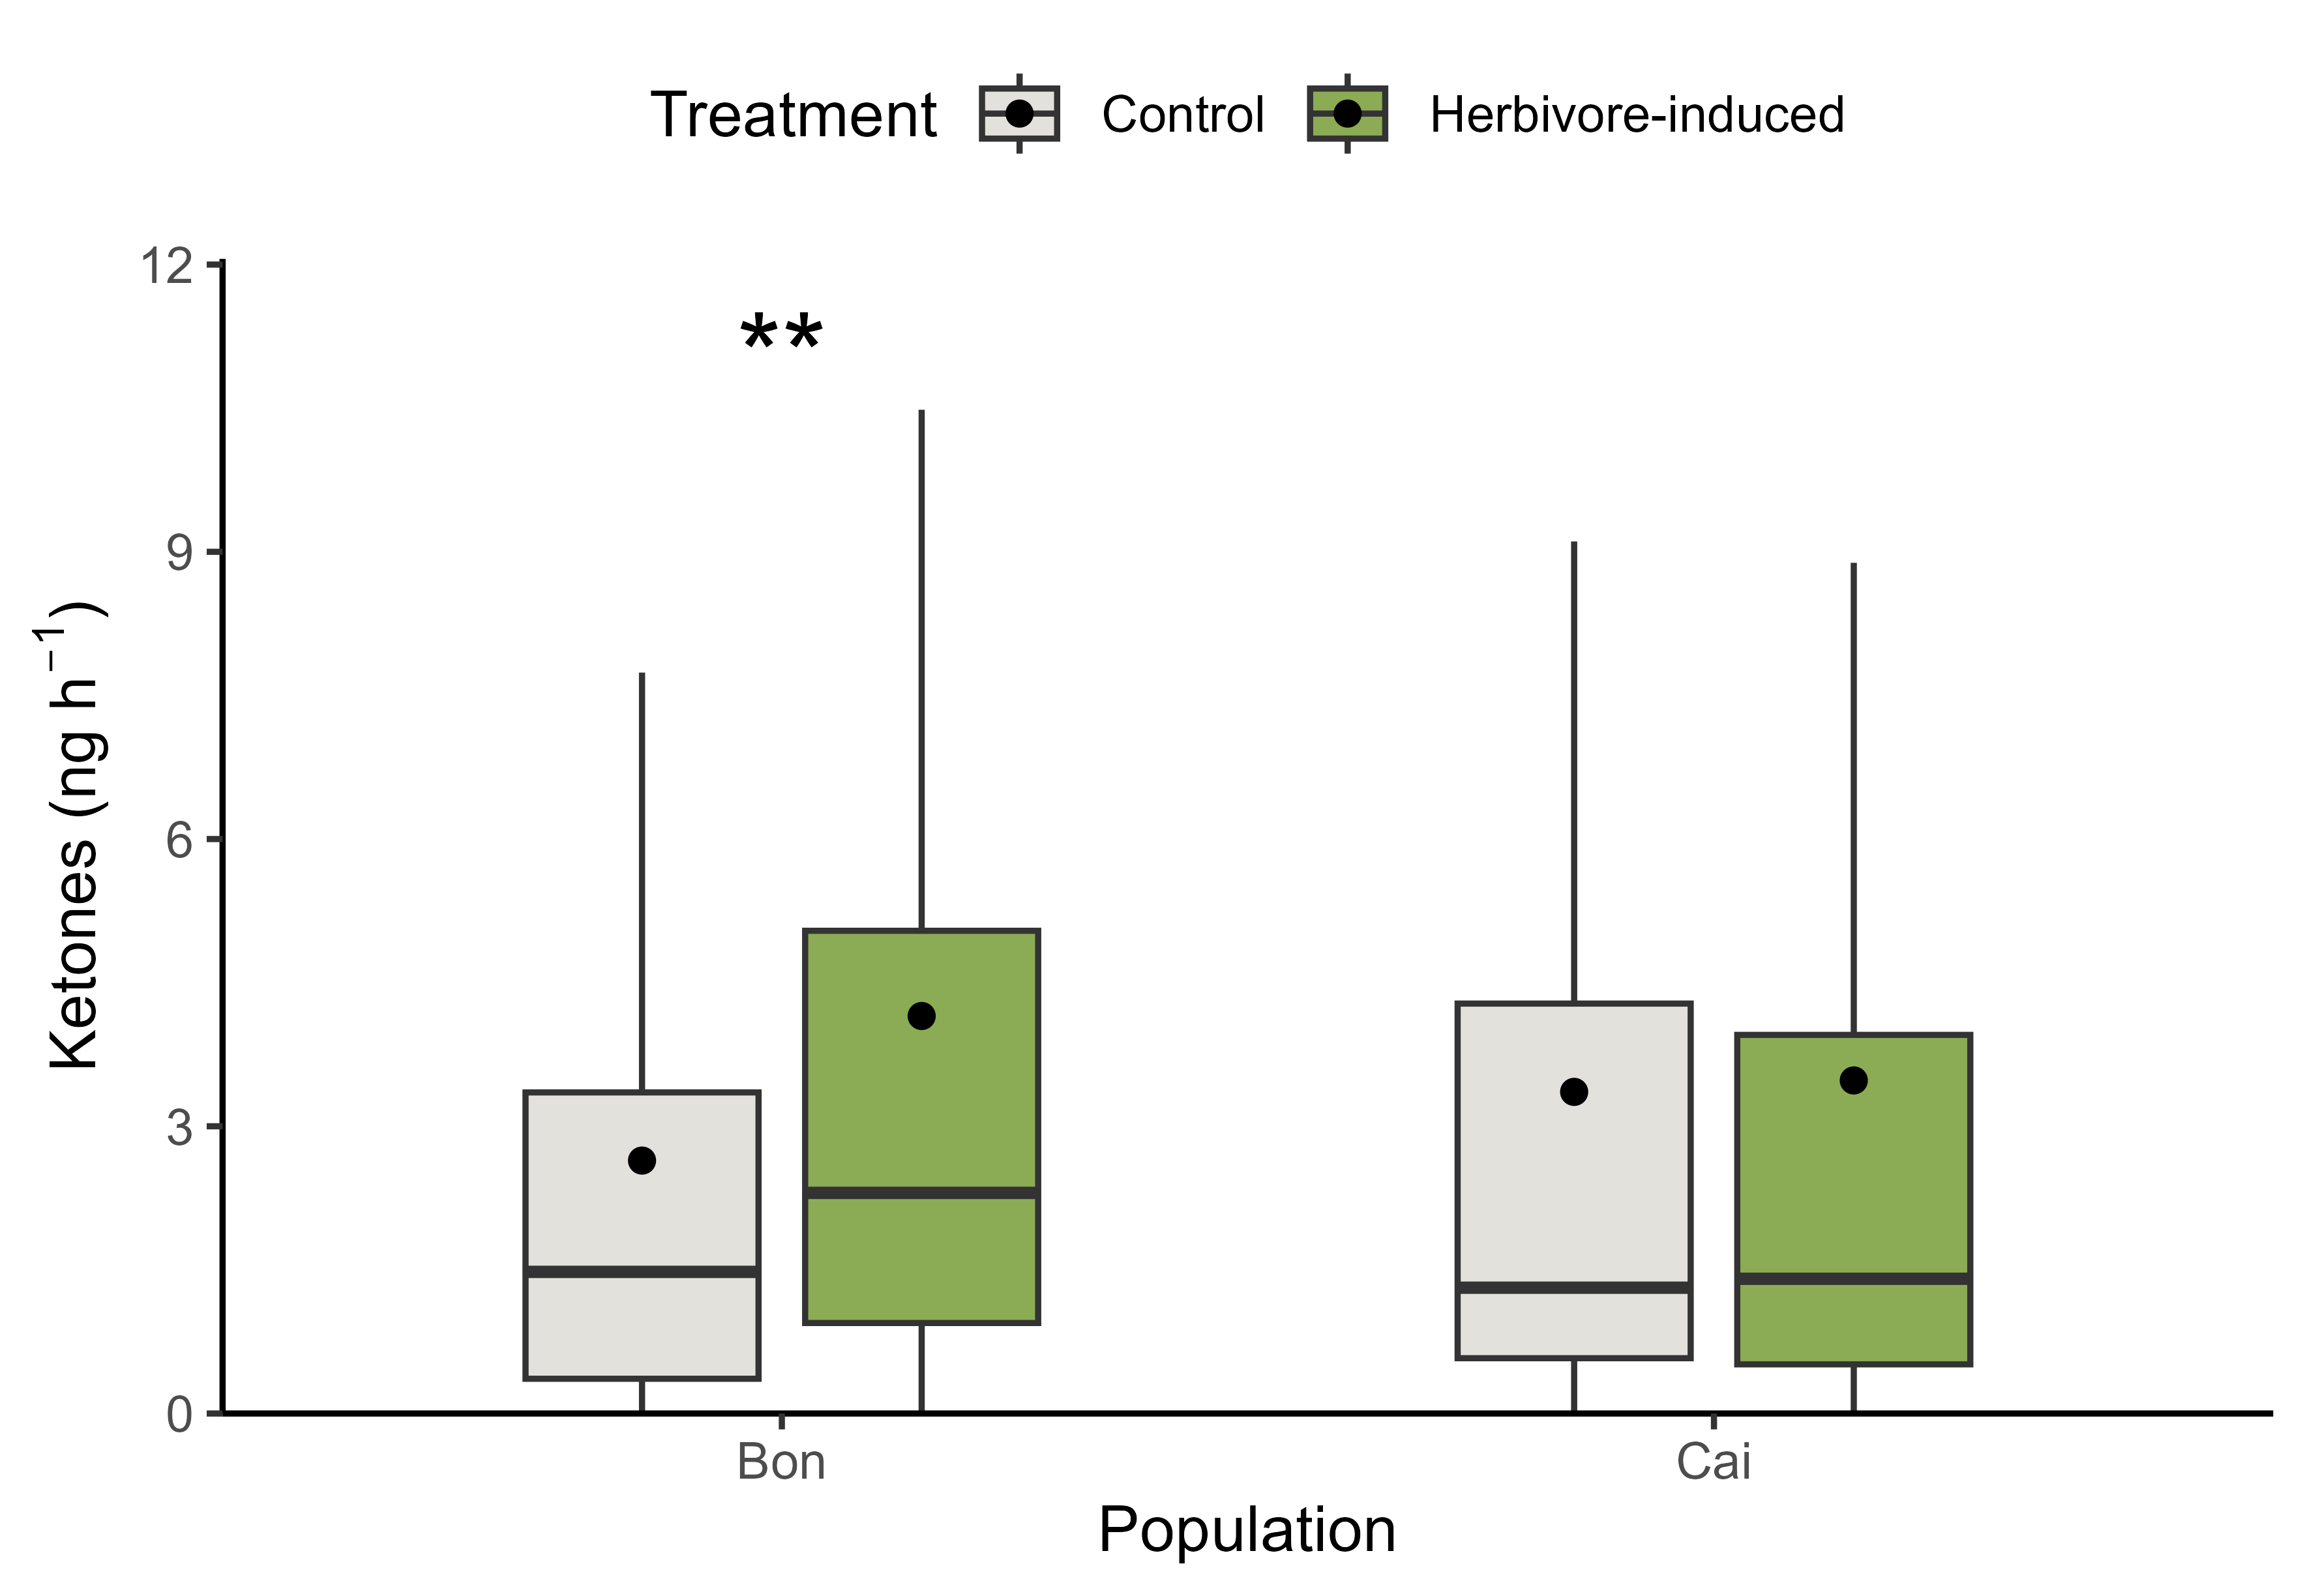 Treatment Control Herbivore-induced
12
**
9
6
3
0
Ketones (ng h⁻¹)
Bon Cai
Population